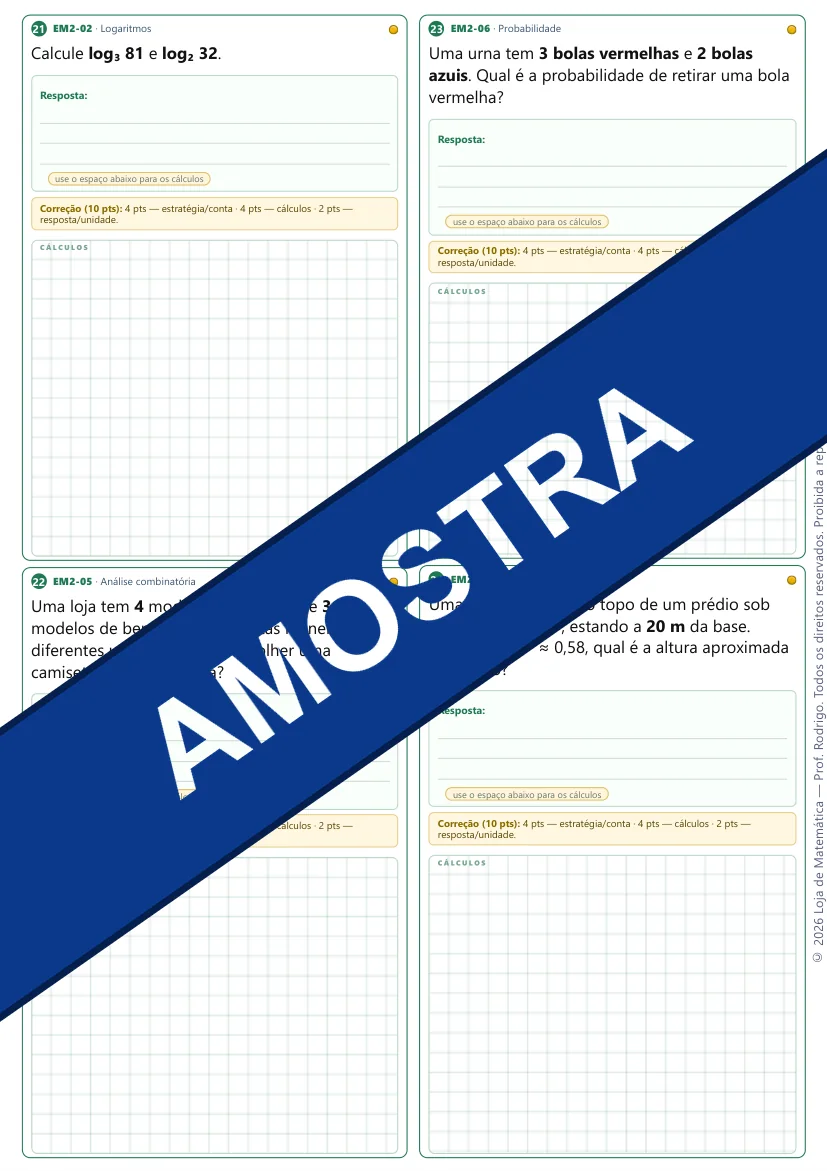 21 EM2-02 · Logaritmos
Calcule log₃ 81 e log₂ 32.
Resposta:
use o espaço abaixo para os cálculos
Correção (10 pts): 4 pts — estratégia/conta · 4 pts — cálculos · 2 pts —
resposta/unidade.
CÁLCULOS
23 EM2-06 · Probabilidade
Uma urna tem 3 bolas vermelhas e 2 bolas
azuis. Qual é a probabilidade de retirar uma bola
vermelha?
Resposta:
use o espaço abaixo para os cálculos
Correção (10 pts): 4 pts — estratégia/conta · 4 pts —
resposta/unidade.
CÁLCULOS
22 EM2-05 · Análise combinatória
Uma loja tem 4
modelos de
diferentes
AMOSTRA
cálculos · 2 pts —
topo de um prédio sob
, estando a 20 m da base.
≈ 0,58, qual é a altura aproximada
use o espaço abaixo para os cálculos
Correção (10 pts): 4 pts — estratégia/conta · 4 pts — cálculos · 2 pts —
resposta/unidade.
CÁLCULOS
© 2026 Loja de Matemática — Prof. Rodrigo. Todos os direitos reservados. Proibida a